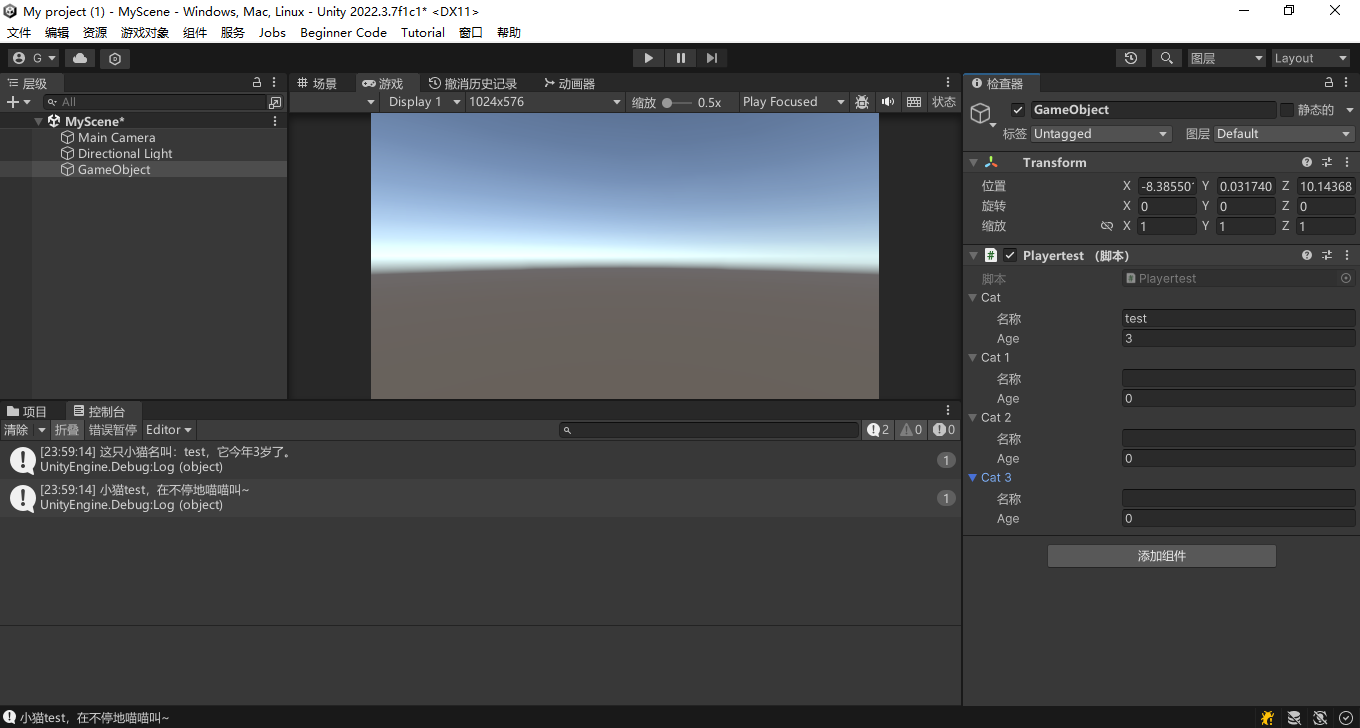 My project (1) - MyScene - Windows, Mac, Linux - Unity 2022.3.7f1c1* <DX11>
文件 编辑 资源 游戏对象 组件 服务 Jobs Beginner Code Tutorial 窗口 帮助
G 图层 Layout
层级 场景 游戏 撤消历史记录 动画器 检查器
All Display 1 1024x576 缩放 0.5x Play Focused 状态
GameObject 静态的
标签 Untagged 图层 Default
MyScene*
Main Camera
Directional Light
GameObject
Transform
位置 X -8.38550 Y 0.031740 Z 10.14368
旋转 X 0 Y 0 Z 0
缩放 X 1 Y 1 Z 1
Playertest （脚本）
脚本 Playertest
Cat
名称 test
Age 3
Cat 1
名称
Age 0
Cat 2
名称
Age 0
Cat 3
名称
Age 0
添加组件
项目 控制台
清除 折叠 错误暂停 Editor 2 0 0
[23:59:14] 这只小猫名叫：test，它今年3岁了。
UnityEngine.Debug:Log (object) 1
[23:59:14] 小猫test，在不停地喵喵叫~
UnityEngine.Debug:Log (object) 1
小猫test，在不停地喵喵叫~